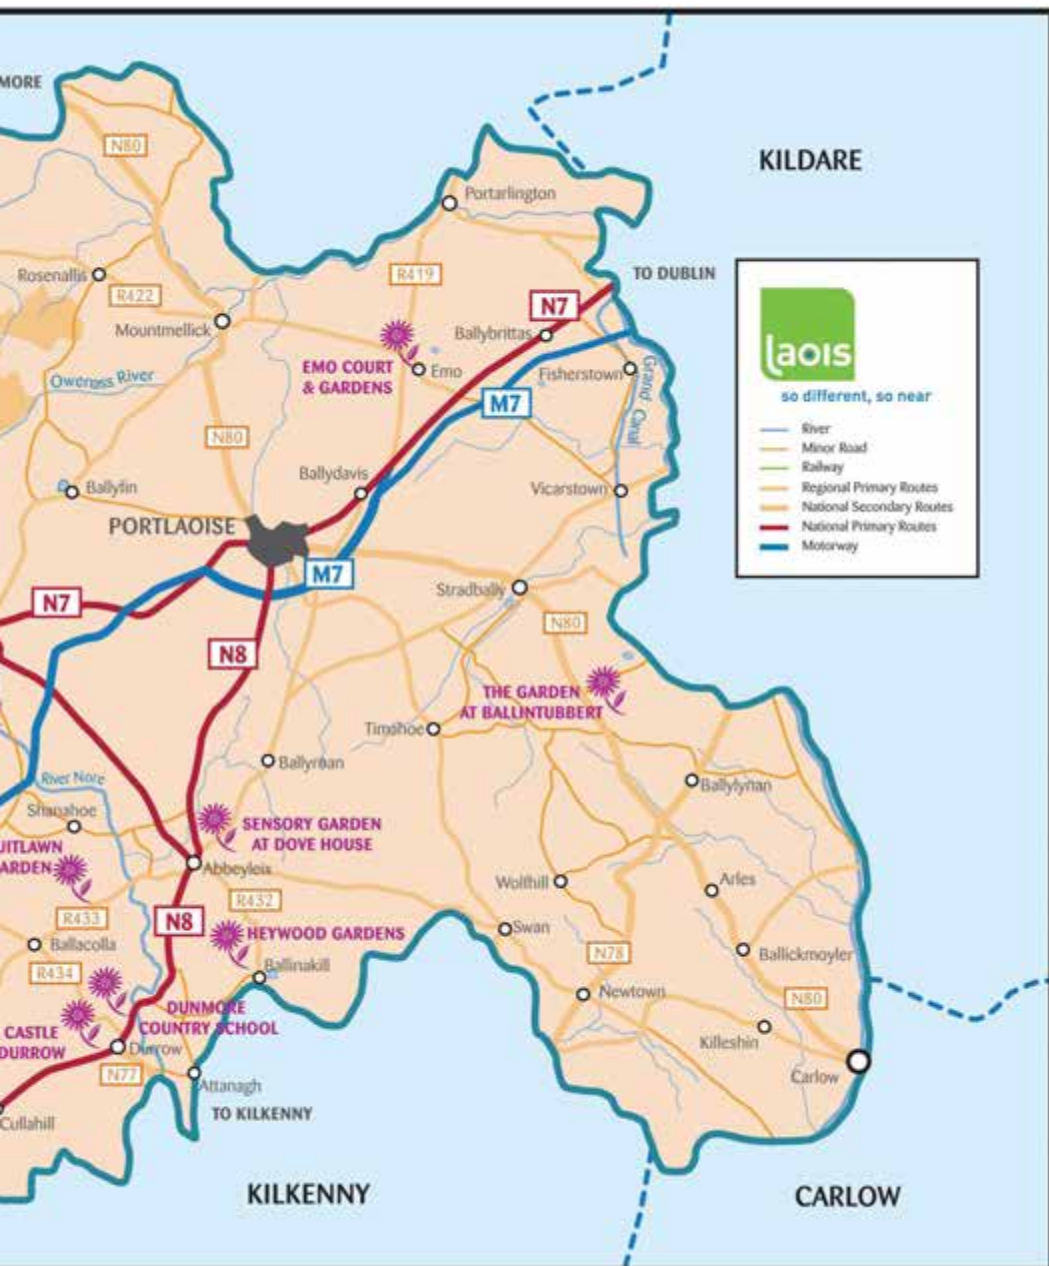 MORE
N80
KILDARE
Portarlington
Rosenallis
R419
TO DUBLIN
R422
N7
Mountmellick
Ballybrittas
EMO COURT
& GARDENS
Emo
Fisherstown
Grand Canal
Owenass River
M7
N80
laois
so different, so near
River
Minor Road
Railway
Regional Primary Routes
National Secondary Routes
National Primary Routes
Motorway
Ballydavis
Ballyfin
Vicarstown
PORTLAOISE
M7
Stradbally
N7
N80
N8
THE GARDEN
AT BALLINTUBBERT
Timahoe
Ballyroan
River Nore
Ballylynan
Shanahoe
SENSORY GARDEN
AT DOVE HOUSE
UITLAWN
ARDEN
Abbeyleix
Wolfhill
Arles
R432
R433
N8
HEYWOOD GARDENS
Swan
Ballacolla
N78
Ballickmoyler
R434
Ballinakill
Newtown
N80
DUNMORE
COUNTRY SCHOOL
CASTLE
DURROW
Durrow
Killeshin
N77
Carlow
Attanagh
Cullahill
TO KILKENNY
KILKENNY
CARLOW